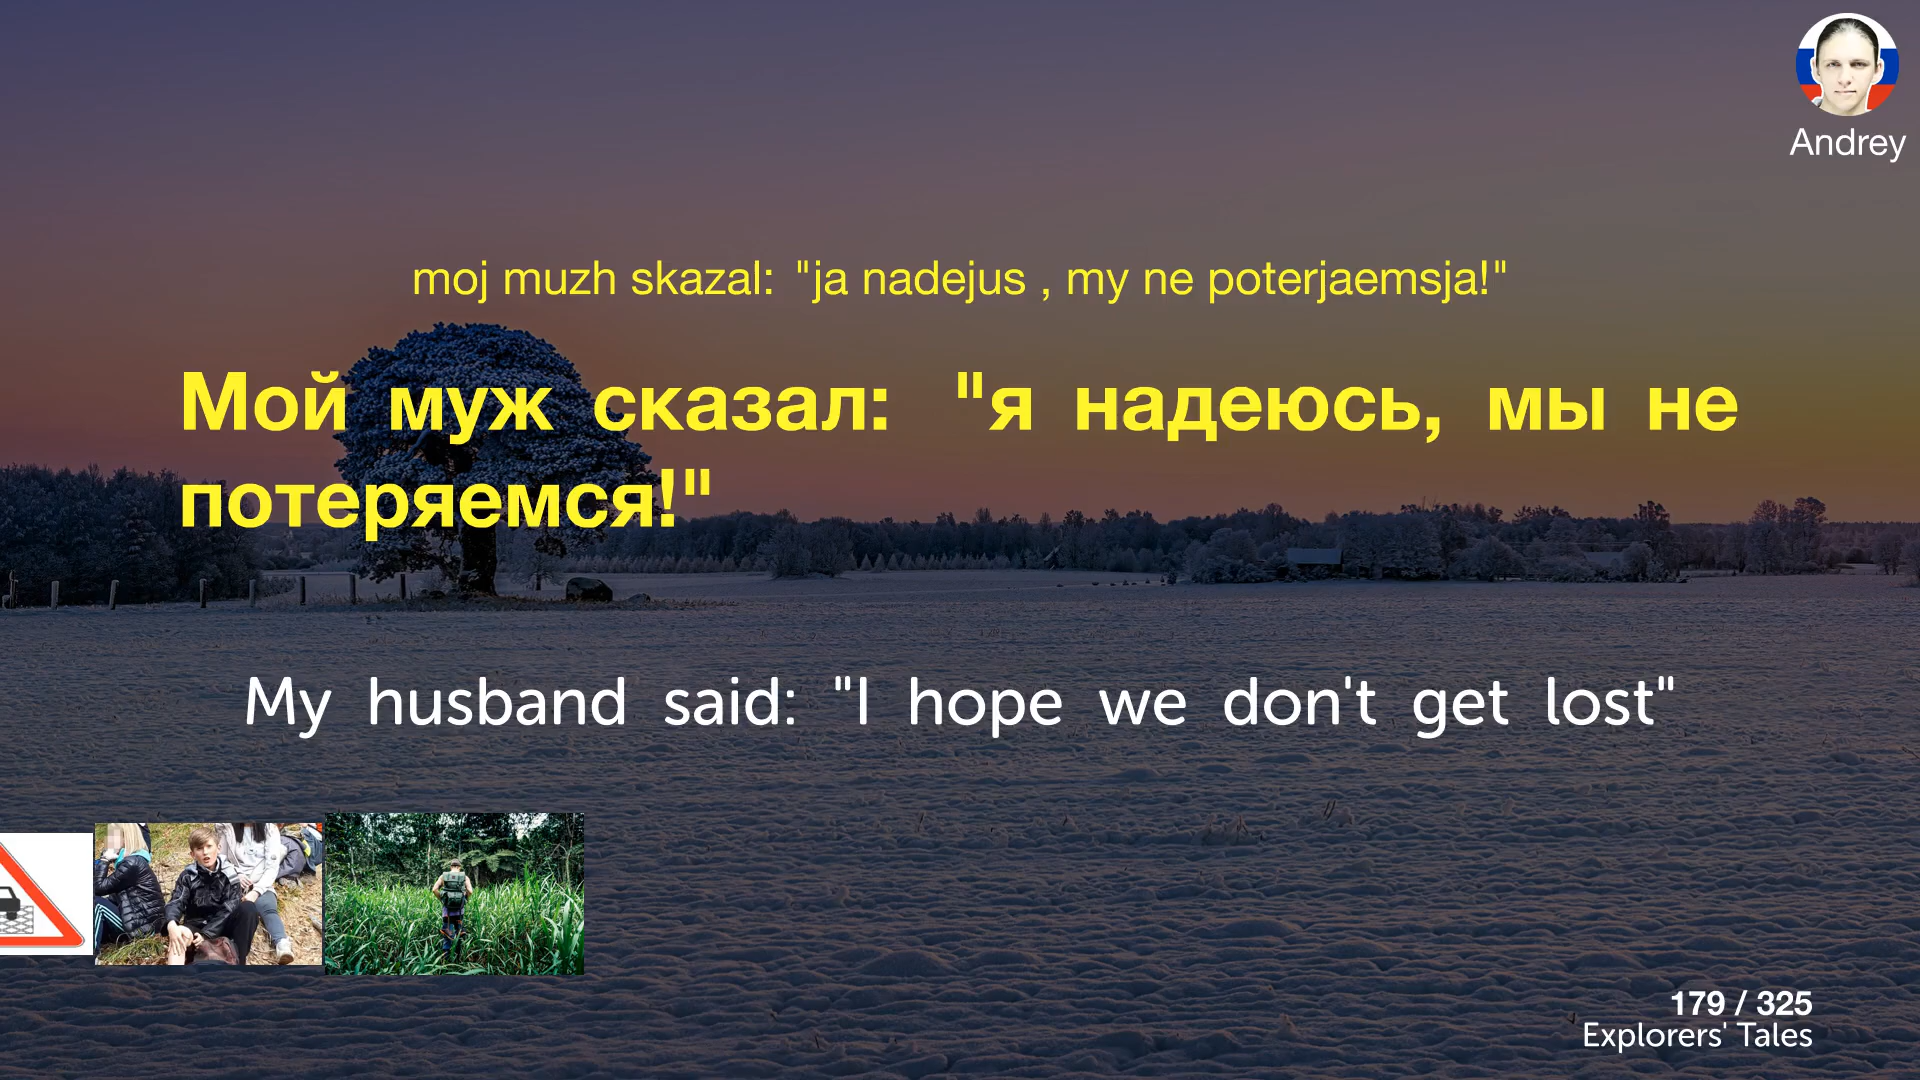 Andrey
moj muzh skazal: "ja nadejus , my ne poterjaemsja!"
Мой муж сказал: "я надеюсь, мы не
потеряемся!"
My husband said: "I hope we don't get lost"
179 / 325
Explorers' Tales